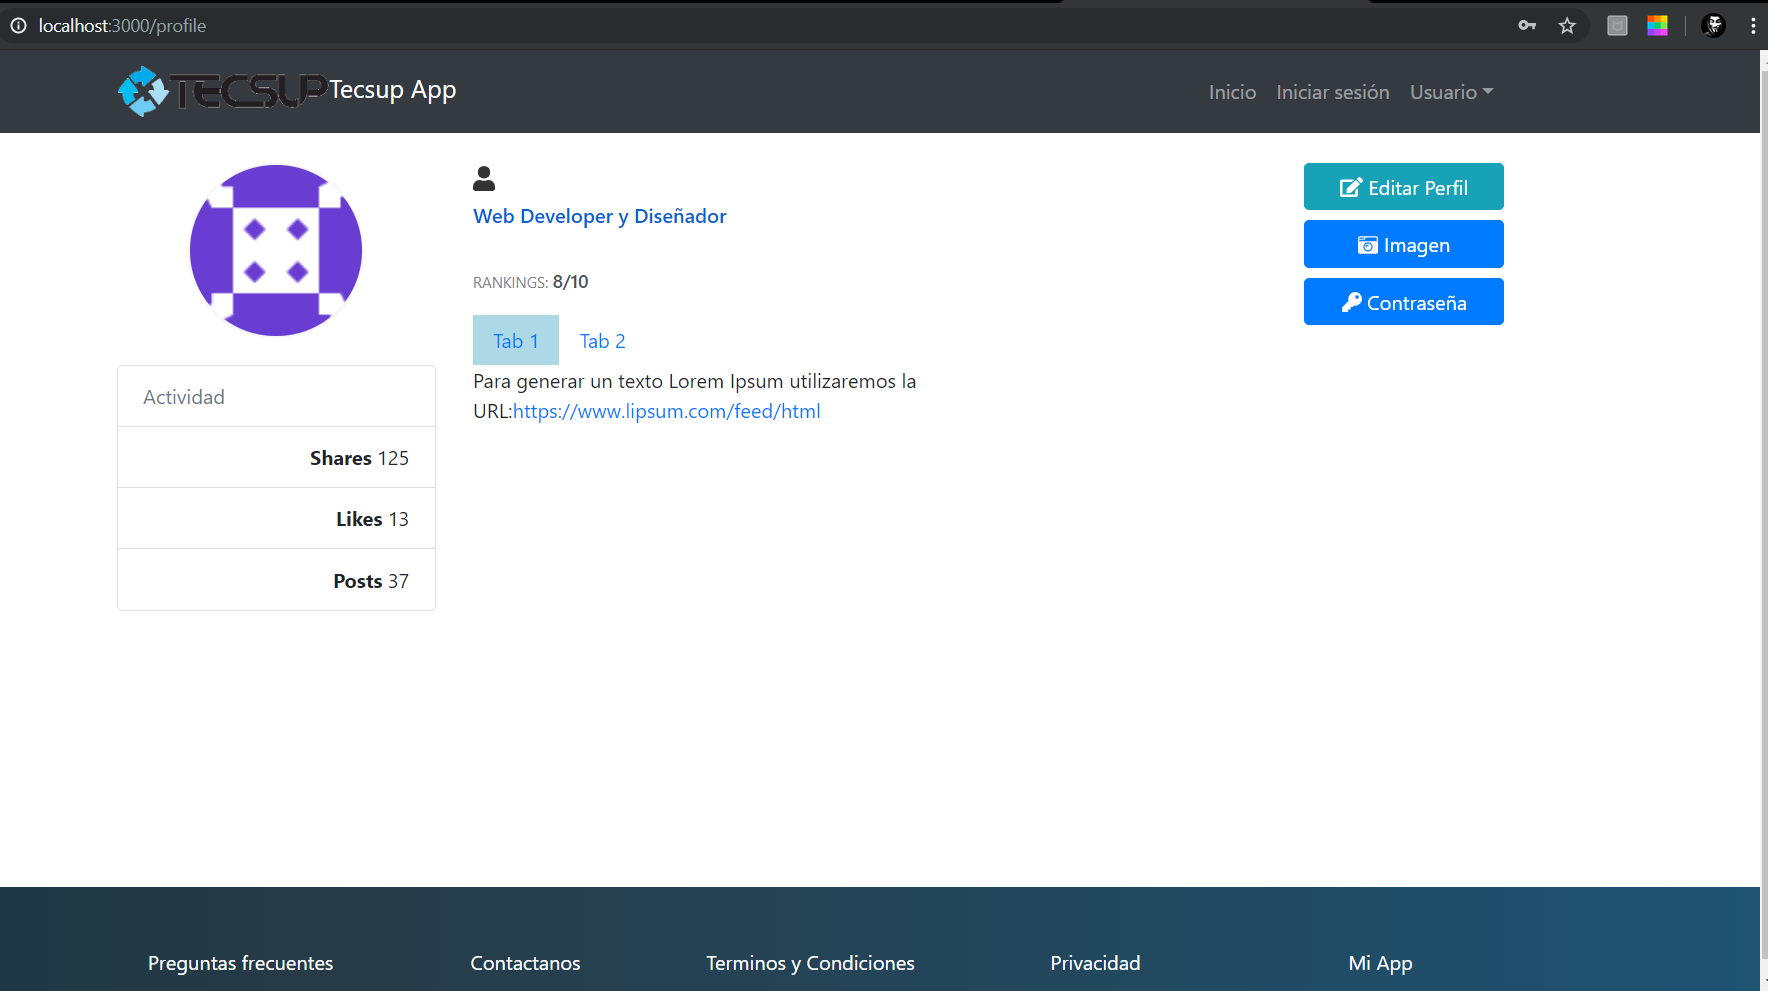 localhost:3000/profile
TECSUP Tecsup App
Inicio Iniciar sesión Usuario
Web Developer y Diseñador
RANKINGS: 8/10
Tab 1 Tab 2
Para generar un texto Lorem Ipsum utilizaremos la
URL:https://www.lipsum.com/feed/html
Editar Perfil
Imagen
Contraseña
Actividad
Shares 125
Likes 13
Posts 37
Preguntas frecuentes Contactanos Terminos y Condiciones Privacidad Mi App